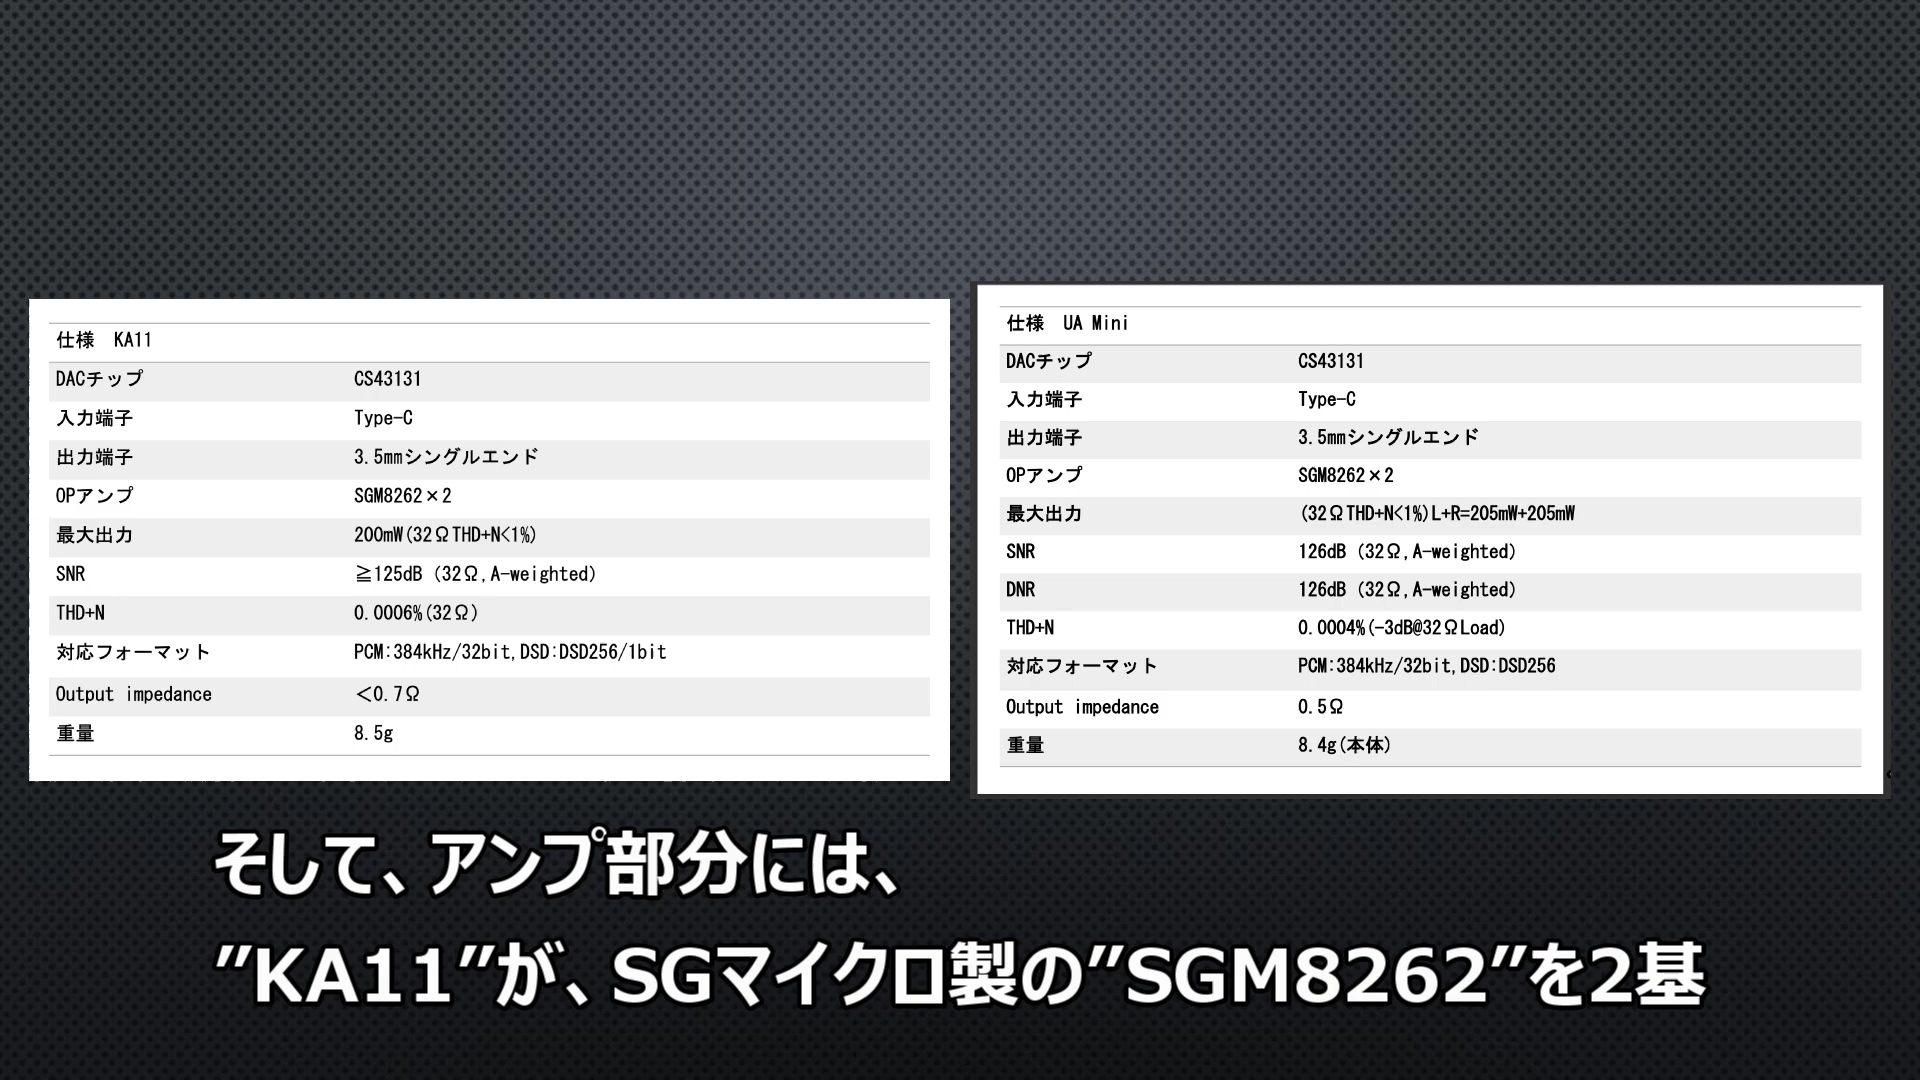 仕様　KA11
DACチップ　CS43131
入力端子　Type-C
出力端子　3.5mmシングルエンド
OPアンプ　SGM8262×2
最大出力　200mW(32ΩTHD+N<1%)
SNR　≧125dB (32Ω,A-weighted)
THD+N　0.0006%(32Ω)
対応フォーマット　PCM:384kHz/32bit,DSD:DSD256/1bit
Output impedance　＜0.7Ω
重量　8.5g
仕様　UA Mini
DACチップ　CS43131
入力端子　Type-C
出力端子　3.5mmシングルエンド
OPアンプ　SGM8262×2
最大出力　(32ΩTHD+N<1%)L+R=205mW+205mW
SNR　126dB (32Ω,A-weighted)
DNR　126dB (32Ω,A-weighted)
THD+N　0.0004%(-3dB@32ΩLoad)
対応フォーマット　PCM:384kHz/32bit,DSD:DSD256
Output impedance　0.5Ω
重量　8.4g(本体)
そして、アンプ部分には、
”KA11”が、SGマイクロ製の”SGM8262”を2基